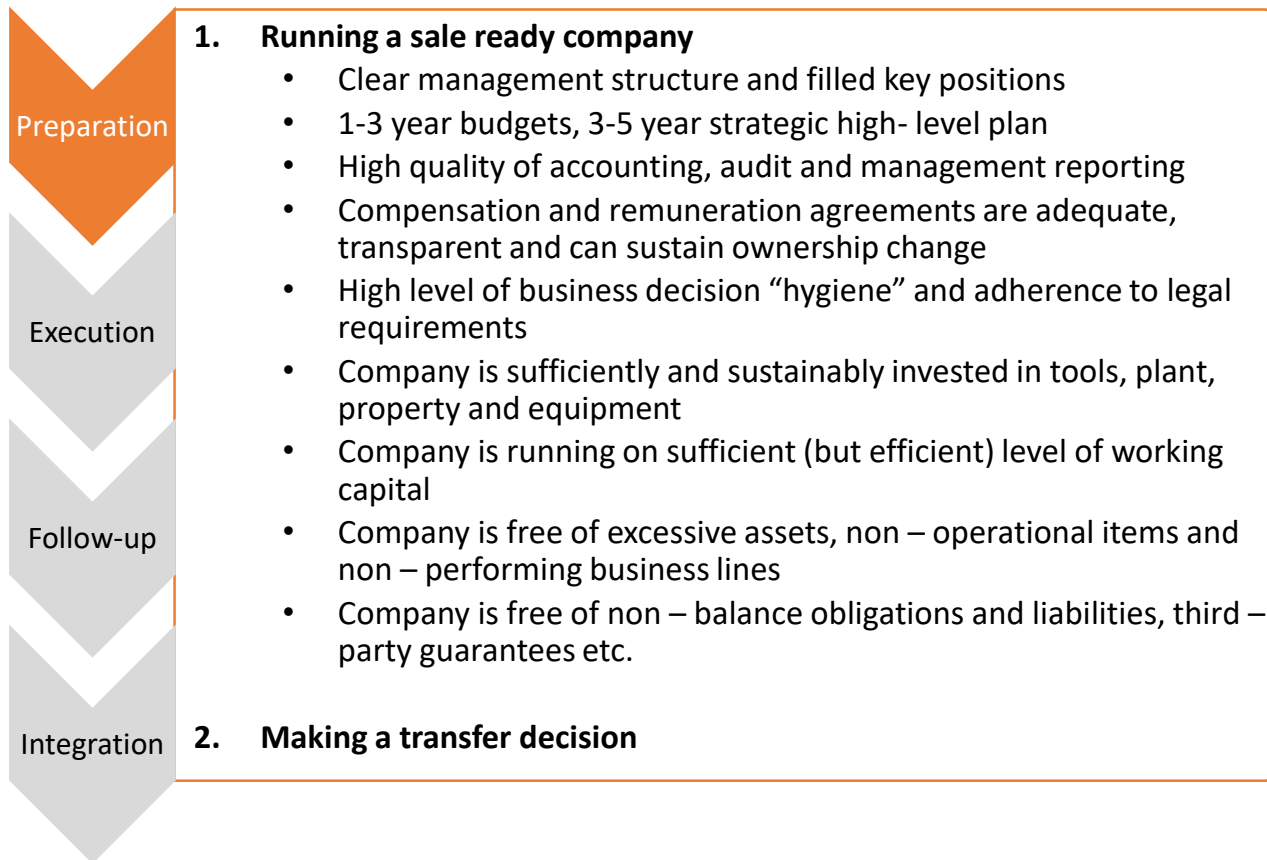 Preparation
Execution
Follow-up
Integration
1. Running a sale ready company
• Clear management structure and filled key positions
• 1-3 year budgets, 3-5 year strategic high- level plan
• High quality of accounting, audit and management reporting
• Compensation and remuneration agreements are adequate,
transparent and can sustain ownership change
• High level of business decision “hygiene” and adherence to legal
requirements
• Company is sufficiently and sustainably invested in tools, plant,
property and equipment
• Company is running on sufficient (but efficient) level of working
capital
• Company is free of excessive assets, non – operational items and
non – performing business lines
• Company is free of non – balance obligations and liabilities, third –
party guarantees etc.
2. Making a transfer decision